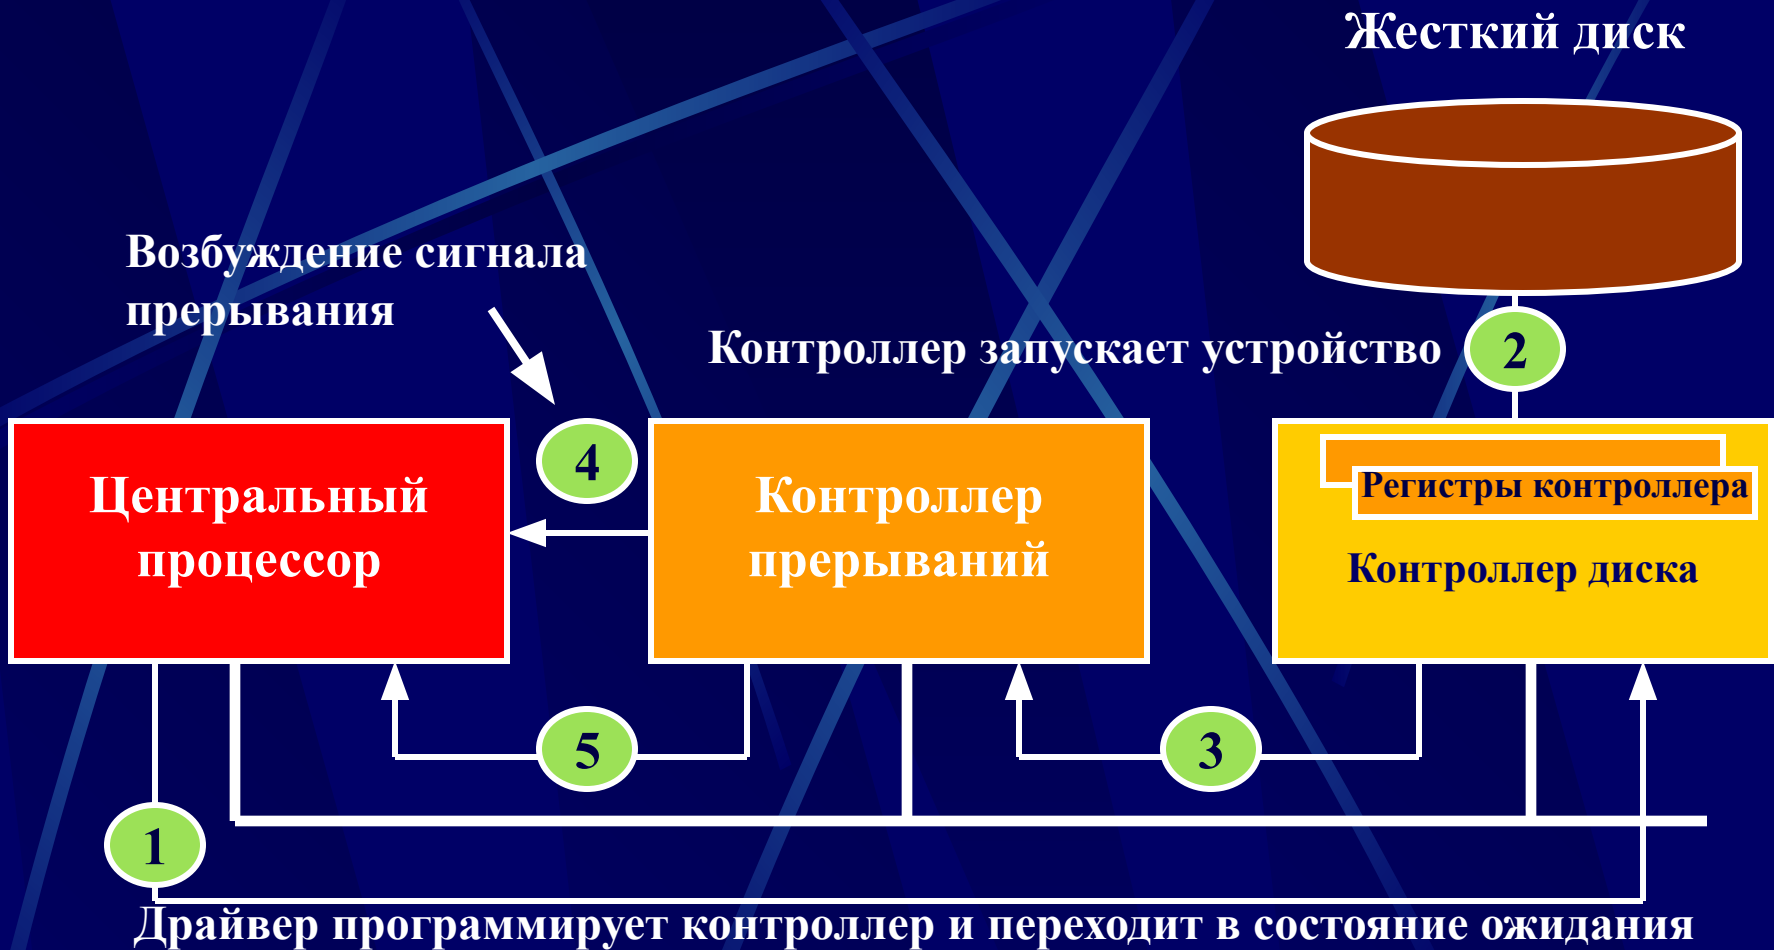 Жесткий диск
Возбуждение сигнала
прерывания
Контроллер запускает устройство
2
4
Центральный
процессор
Контроллер
прерываний
Регистры контроллера
Контроллер диска
5
3
1
Драйвер программирует контроллер и переходит в состояние ожидания